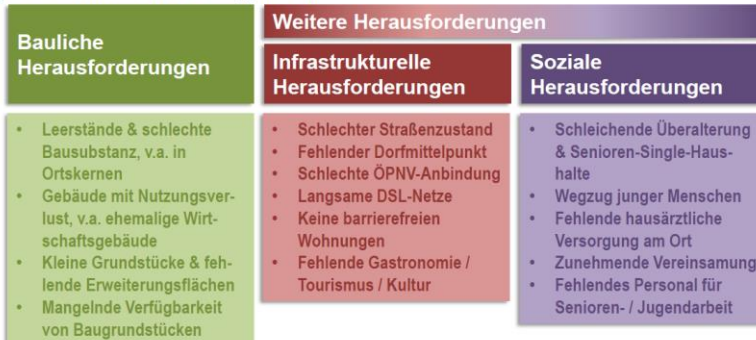 Bauliche
Herausforderungen
Weitere Herausforderungen
Infrastrukturelle
Herausforderungen
Soziale
Herausforderungen
• Leerstände & schlechte
Bausubstanz, v.a. in
Ortskernen
• Gebäude mit Nutzungsver-
lust, v.a. ehemalige Wirt-
schaftsgebäude
• Kleine Grundstücke & feh-
lende Erweiterungsflächen
• Mangelnde Verfügbarkeit
von Baugrundstücken
• Schlechter Straßenzustand
• Fehlender Dorfmittelpunkt
• Schlechte ÖPNV-Anbindung
• Langsame DSL-Netze
• Keine barrierefreien
Wohnungen
• Fehlende Gastronomie /
Tourismus / Kultur
• Schleichende Überalterung
& Senioren-Single-Haus-
halte
• Wegzug junger Menschen
• Fehlende hausärztliche
Versorgung am Ort
• Zunehmende Vereinsamung
• Fehlendes Personal für
Senioren- / Jugendarbeit